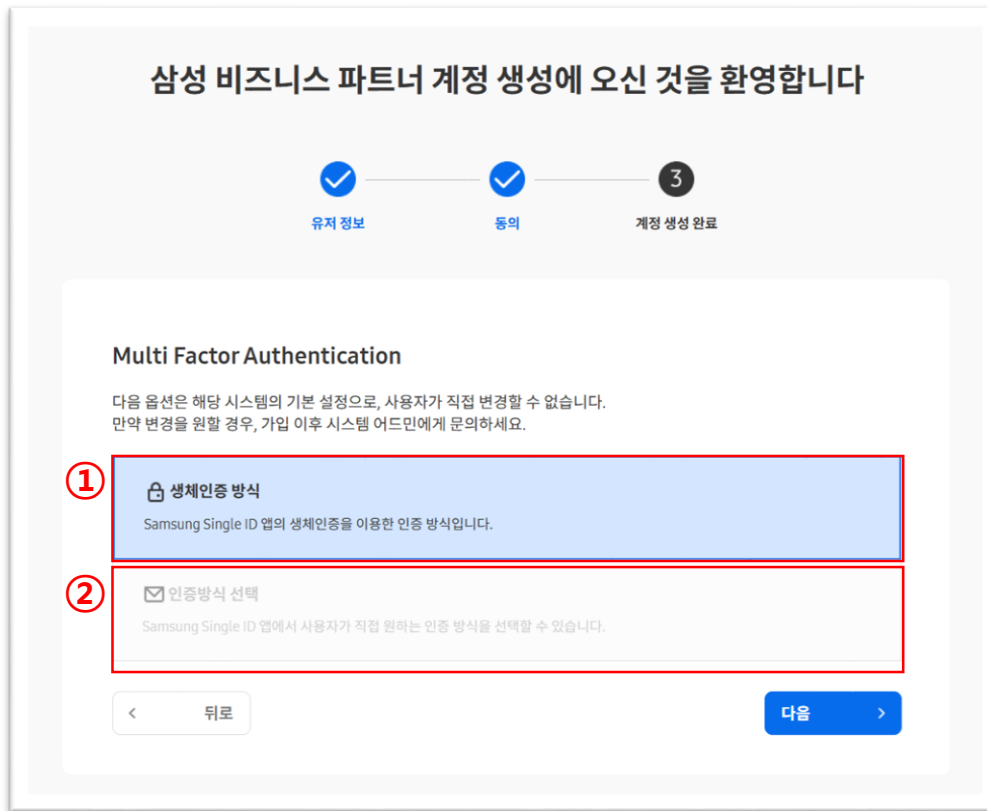 삼성 비즈니스 파트너 계정 생성에 오신 것을 환영합니다
3
유저 정보
동의
계정 생성 완료
Multi Factor Authentication
다음 옵션은 해당 시스템의 기본 설정으로, 사용자가 직접 변경할 수 없습니다.
만약 변경을 원할 경우, 가입 이후 시스템 어드민에게 문의하세요.
①
생체인증 방식
Samsung Single ID 앱의 생체인증을 이용한 인증 방식입니다.
②
인증방식 선택
Samsung Single ID 앱에서 사용자가 직접 원하는 인증 방식을 선택할 수 있습니다.
< 뒤로
다음 >